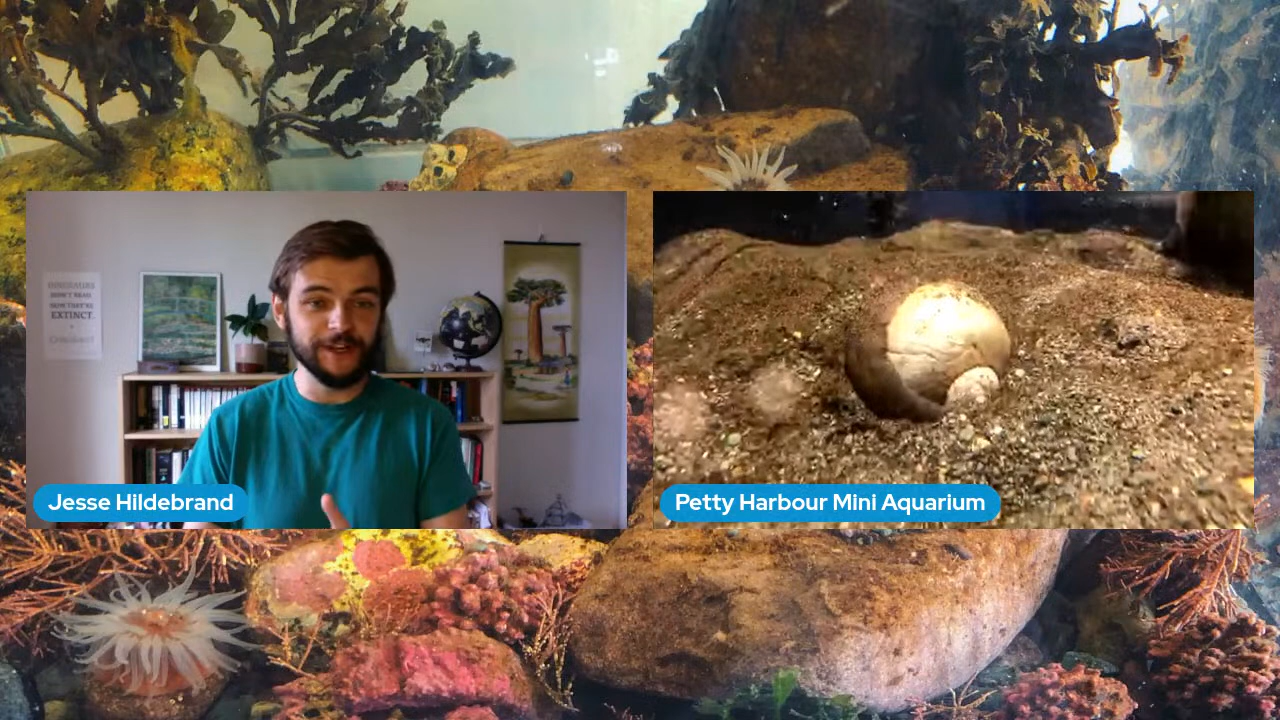 DINOSAURS
DIDN'T READ.
NOW THEY'RE
EXTINCT.
Jesse Hildebrand
Petty Harbour Mini Aquarium